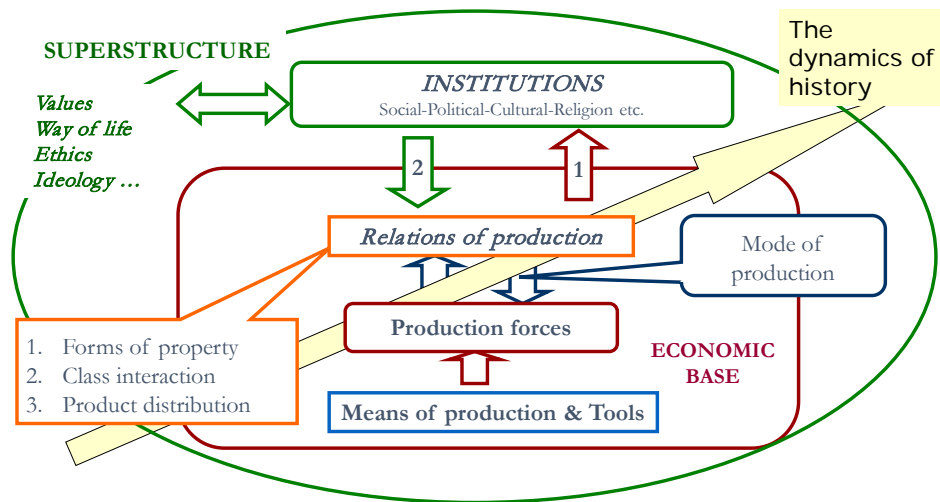 The
dynamics of
history
SUPERSTRUCTURE
INSTITUTIONS
Social-Political-Cultural-Religion etc.
Values
Way of life
Ethics
Ideology …
2
1
Relations of production
Mode of
production
Production forces
1. Forms of property
2. Class interaction
3. Product distribution
ECONOMIC
BASE
Means of production & Tools